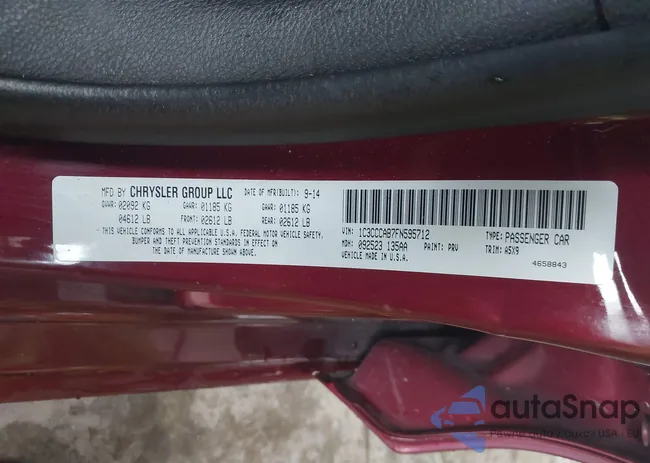 MFD BY CHRYSLER GROUP LLC DATE OF MFR(BUILT): 9-14
GVWR: 02092 KG GAWR: 01185 KG GAWR: 01185 KG
04612 LB FRONT: 02612 LB REAR: 02612 LB
THIS VEHICLE CONFORMS TO ALL APPLICABLE
U.S.A. FEDERAL MOTOR VEHICLE SAFETY,
BUMPER AND THEFT STANDARDS IN EFFECT ON
THE DATE OF MANUFACTURE SHOWN ABOVE.
VIN: 1C3CCCAB7FN595712 TYPE: PASSENGER CAR
MDH: 092523 135AA PAINT: PRV TRIM: A5X9
VEHICLE MADE IN U.S.A.
4658843
autoSnap